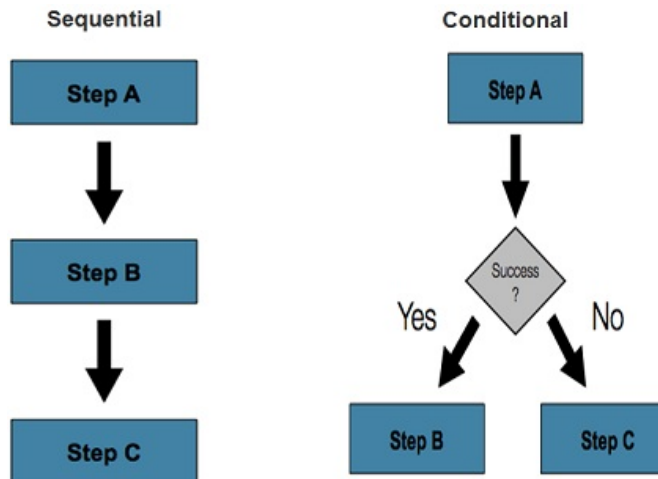 Sequential
Step A
Step B
Step C
Conditional
Step A
Success
?
Yes
No
Step B
Step C